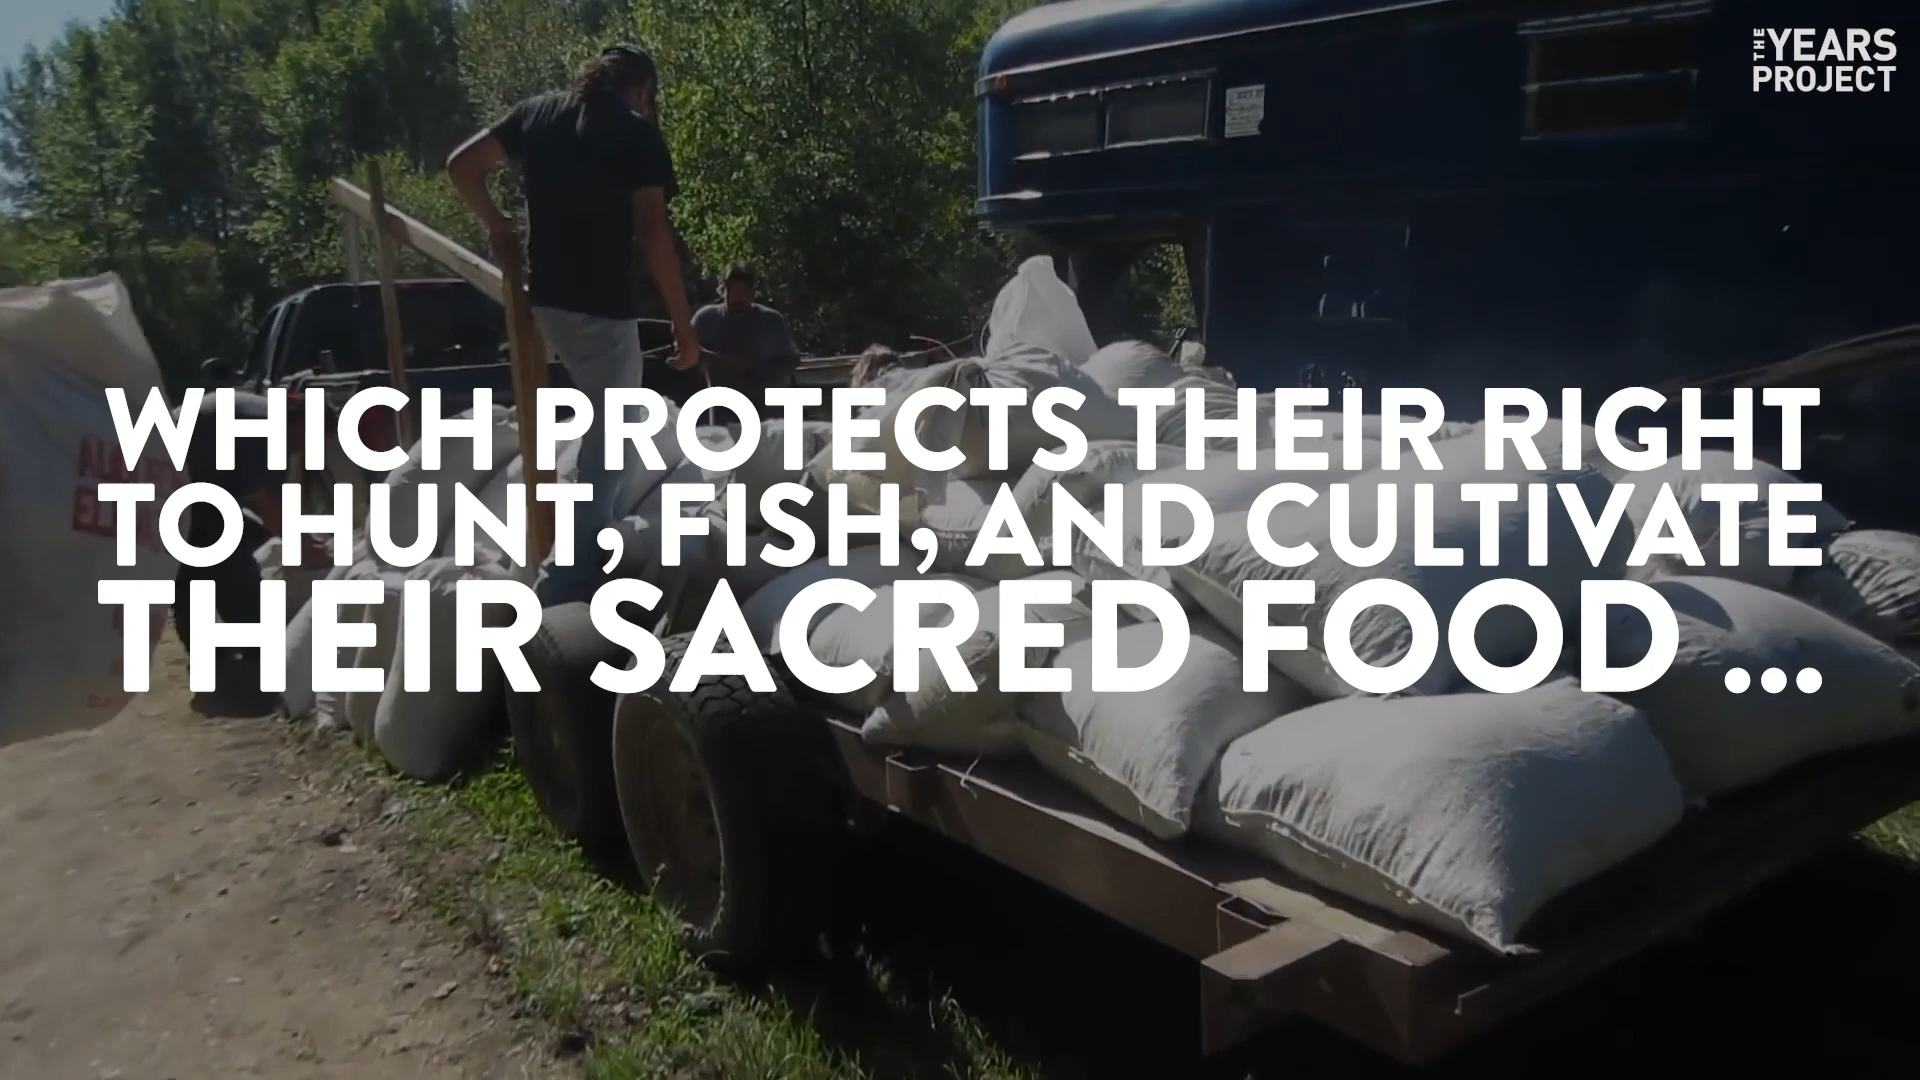 THE YEARS
PROJECT
WHICH PROTECTS THEIR RIGHT
TO HUNT, FISH, AND CULTIVATE
THEIR SACRED FOOD ...